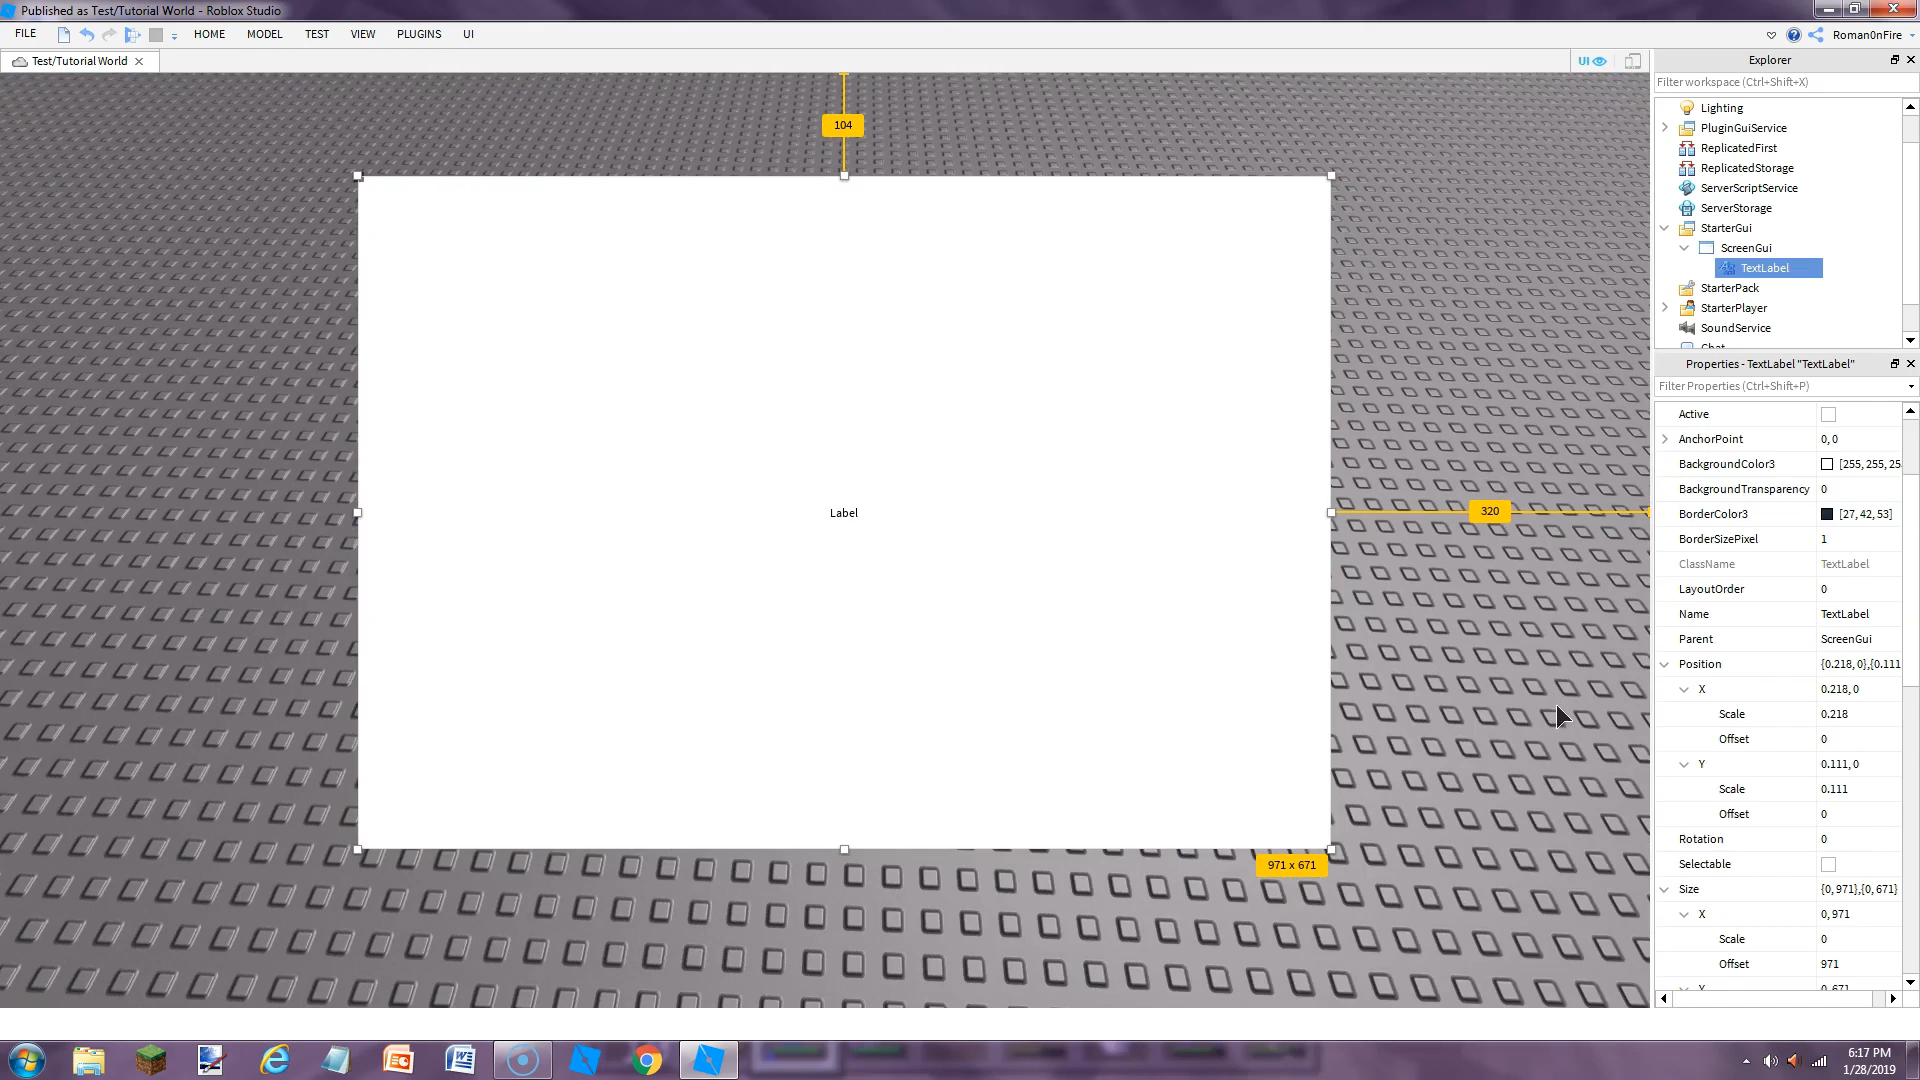 Published as Test/Tutorial World - Roblox Studio
FILE HOME MODEL TEST VIEW PLUGINS UI Roman0nFire
Test/Tutorial World UI
Explorer
Filter workspace (Ctrl+Shift+X)
Lighting
PluginGuiService
ReplicatedFirst
ReplicatedStorage
ServerScriptService
ServerStorage
StarterGui
ScreenGui
TextLabel
StarterPack
StarterPlayer
SoundService
Chat
104
Label
320
971 x 671
Properties - TextLabel "TextLabel"
Filter Properties (Ctrl+Shift+P)
Active
AnchorPoint 0, 0
BackgroundColor3 [255, 255, 25
BackgroundTransparency 0
BorderColor3 [27, 42, 53]
BorderSizePixel 1
ClassName TextLabel
LayoutOrder 0
Name TextLabel
Parent ScreenGui
Position {0.218, 0},{0.111
X 0.218, 0
Scale 0.218
Offset 0
Y 0.111, 0
Scale 0.111
Offset 0
Rotation 0
Selectable
Size {0, 971},{0, 671}
X 0, 971
Scale 0
Offset 971
Y 0, 671
6:17 PM
1/28/2019